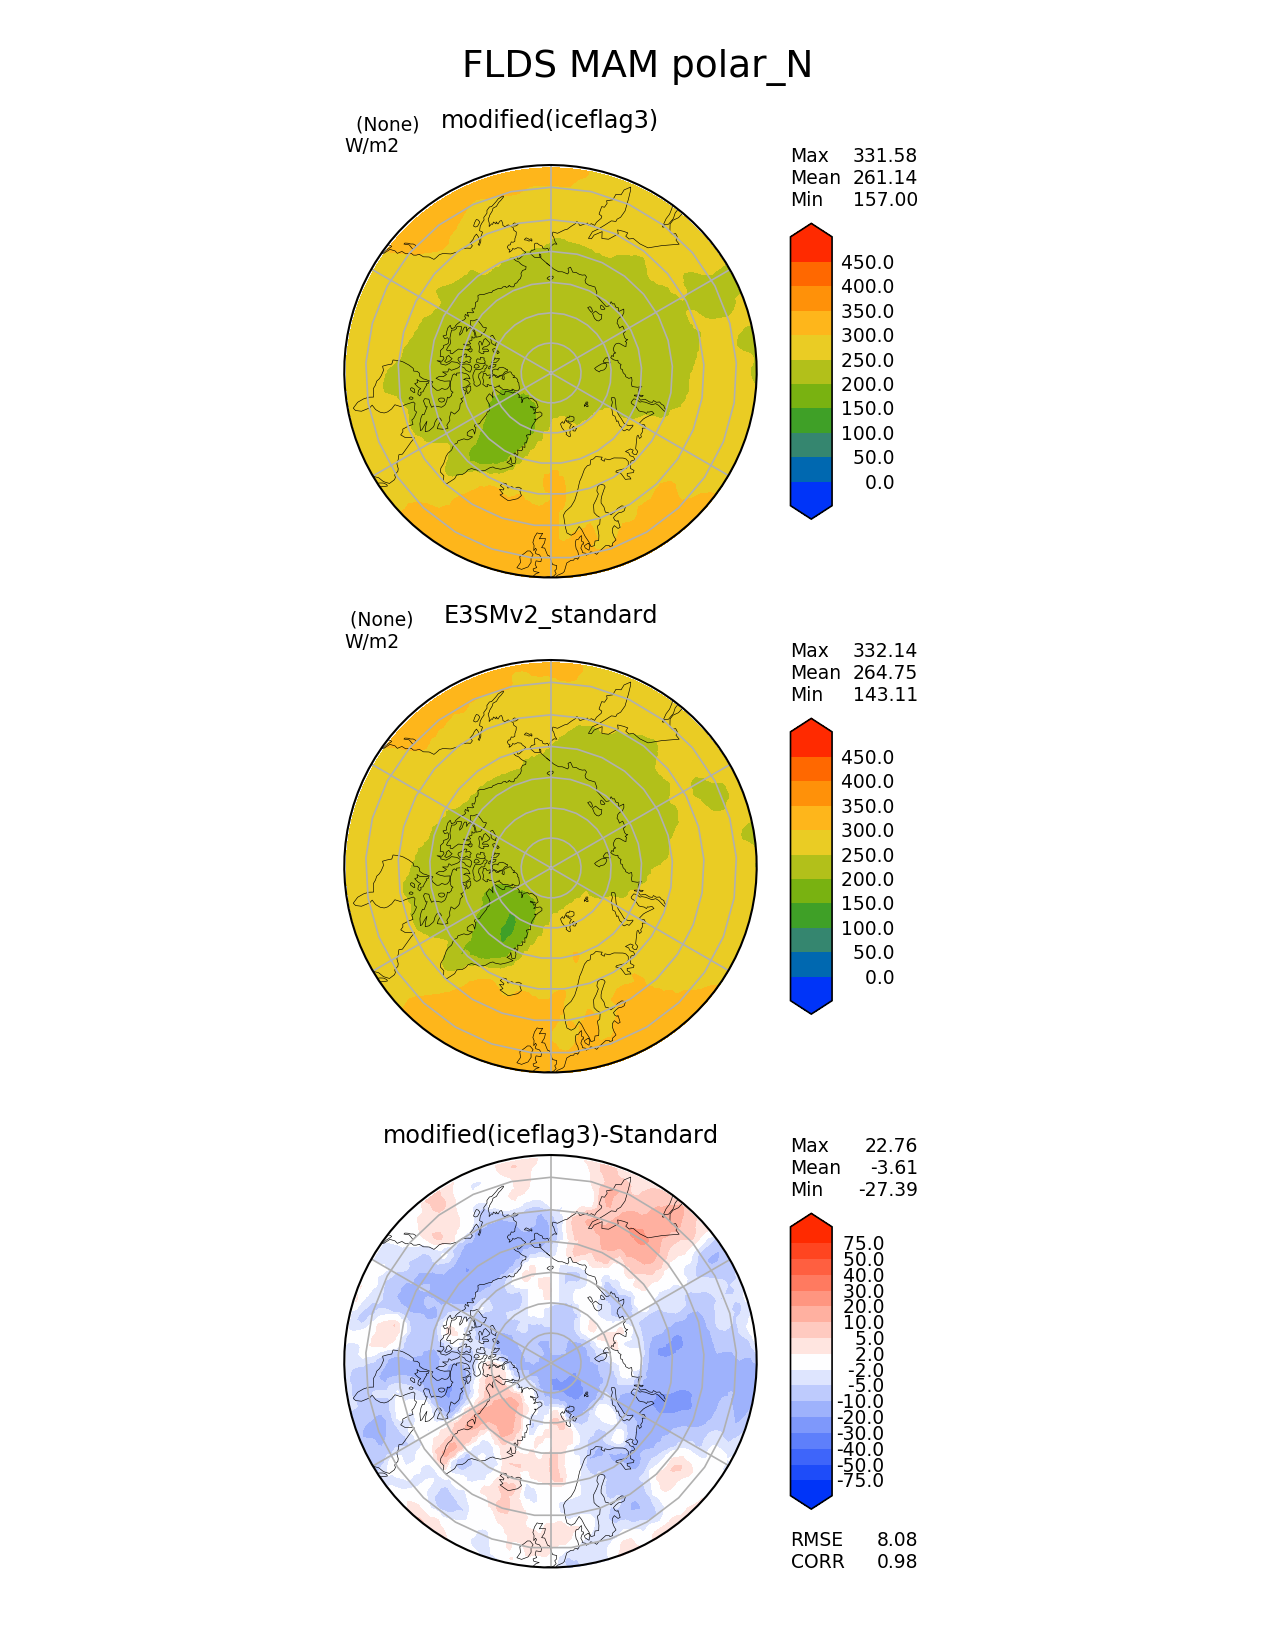 FLDS MAM polar_N
(None) modified(iceflag3)
W/m2
Max 331.58
Mean 261.14
Min 157.00
450.0
400.0
350.0
300.0
250.0
200.0
150.0
100.0
50.0
0.0
(None) E3SMv2_standard
W/m2
Max 332.14
Mean 264.75
Min 143.11
450.0
400.0
350.0
300.0
250.0
200.0
150.0
100.0
50.0
0.0
modified(iceflag3)-Standard
Max 22.76
Mean -3.61
Min -27.39
75.0
50.0
40.0
30.0
20.0
10.0
5.0
2.0
-2.0
-5.0
-10.0
-20.0
-30.0
-40.0
-50.0
-75.0
RMSE 8.08
CORR 0.98